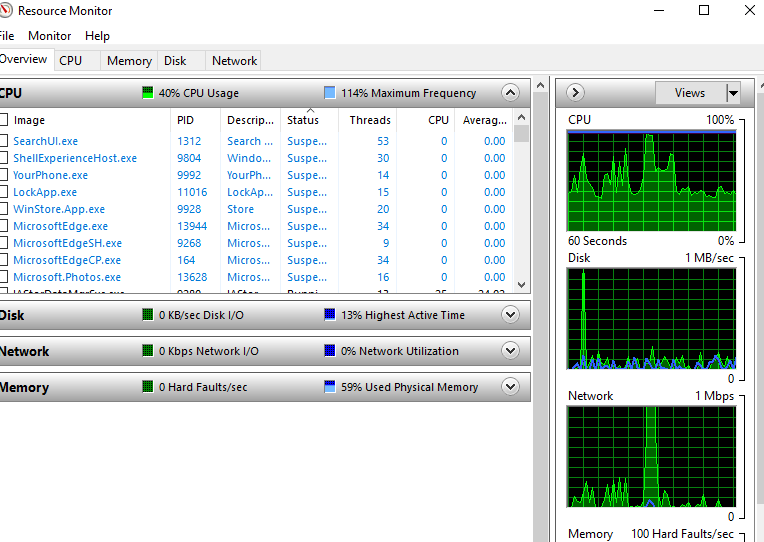 Resource Monitor
File Monitor Help
Overview CPU Memory Disk Network
CPU 40% CPU Usage 114% Maximum Frequency
Image PID Descrip... Status Threads CPU Averag...
SearchUI.exe 1312 Search ... Suspe... 53 0 0.00
ShellExperienceHost.exe 9804 Windo... Suspe... 30 0 0.00
YourPhone.exe 9992 YourPh... Suspe... 14 0 0.00
LockApp.exe 11016 LockAp... Suspe... 15 0 0.00
WinStore.App.exe 9928 Store Suspe... 20 0 0.00
MicrosoftEdge.exe 13944 Micros... Suspe... 34 0 0.00
MicrosoftEdgeSH.exe 9268 Micros... Suspe... 9 0 0.00
MicrosoftEdgeCP.exe 164 Micros... Suspe... 34 0 0.00
Microsoft.Photos.exe 13628 Micros... Suspe... 16 0 0.00
Disk 0 KB/sec Disk I/O 13% Highest Active Time
Network 0 Kbps Network I/O 0% Network Utilization
Memory 0 Hard Faults/sec 59% Used Physical Memory
Views
CPU 100%
60 Seconds 0%
Disk 1 MB/sec
0
Network 1 Mbps
0
Memory 100 Hard Faults/sec